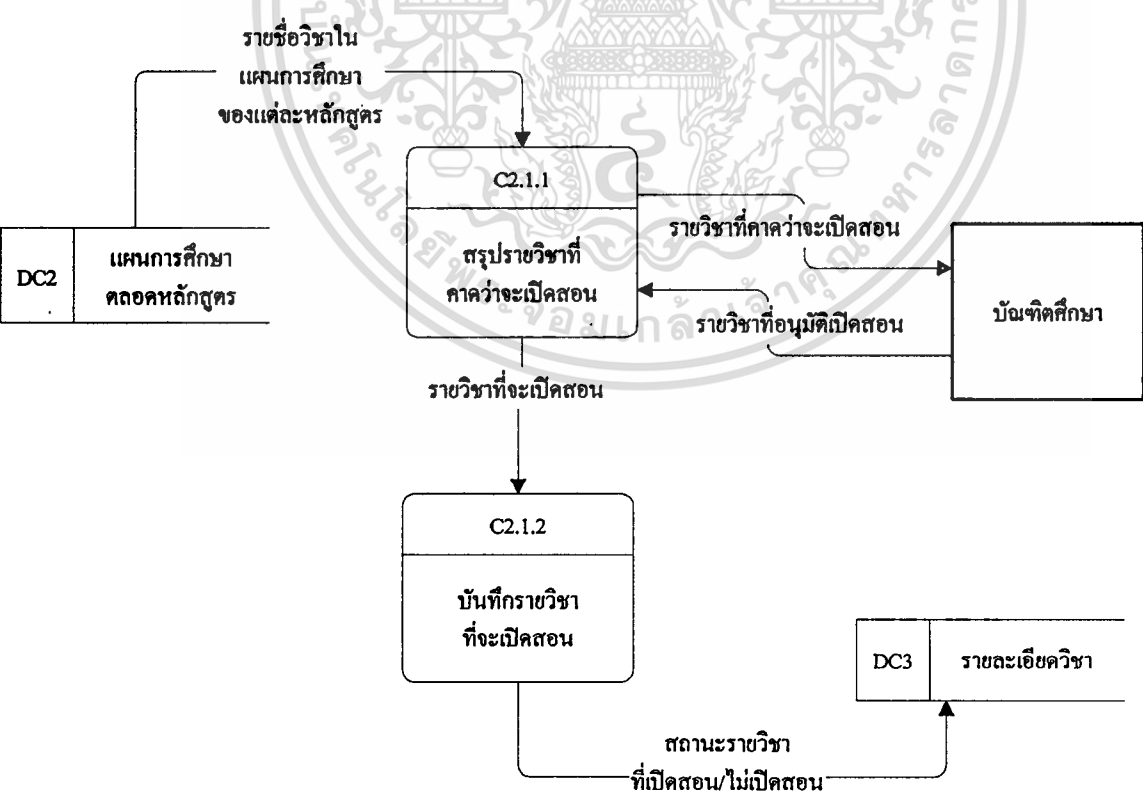 รายชื่อวิชาใน
แผนการศึกษา
ของแต่ละหลักสูตร
C2.1.1
สรุปรายวิชาที่
คาดว่าจะเปิดสอน
รายวิชาที่คาดว่าจะเปิดสอน
DC2
แผนการศึกษา
ตลอดหลักสูตร
บัณฑิตศึกษา
รายวิชาที่อนุมัติเปิดสอน
รายวิชาที่จะเปิดสอน
C2.1.2
บันทึกรายวิชา
ที่จะเปิดสอน
DC3
รายละเอียดวิชา
สถานะรายวิชา
ที่เปิดสอน/ไม่เปิดสอน